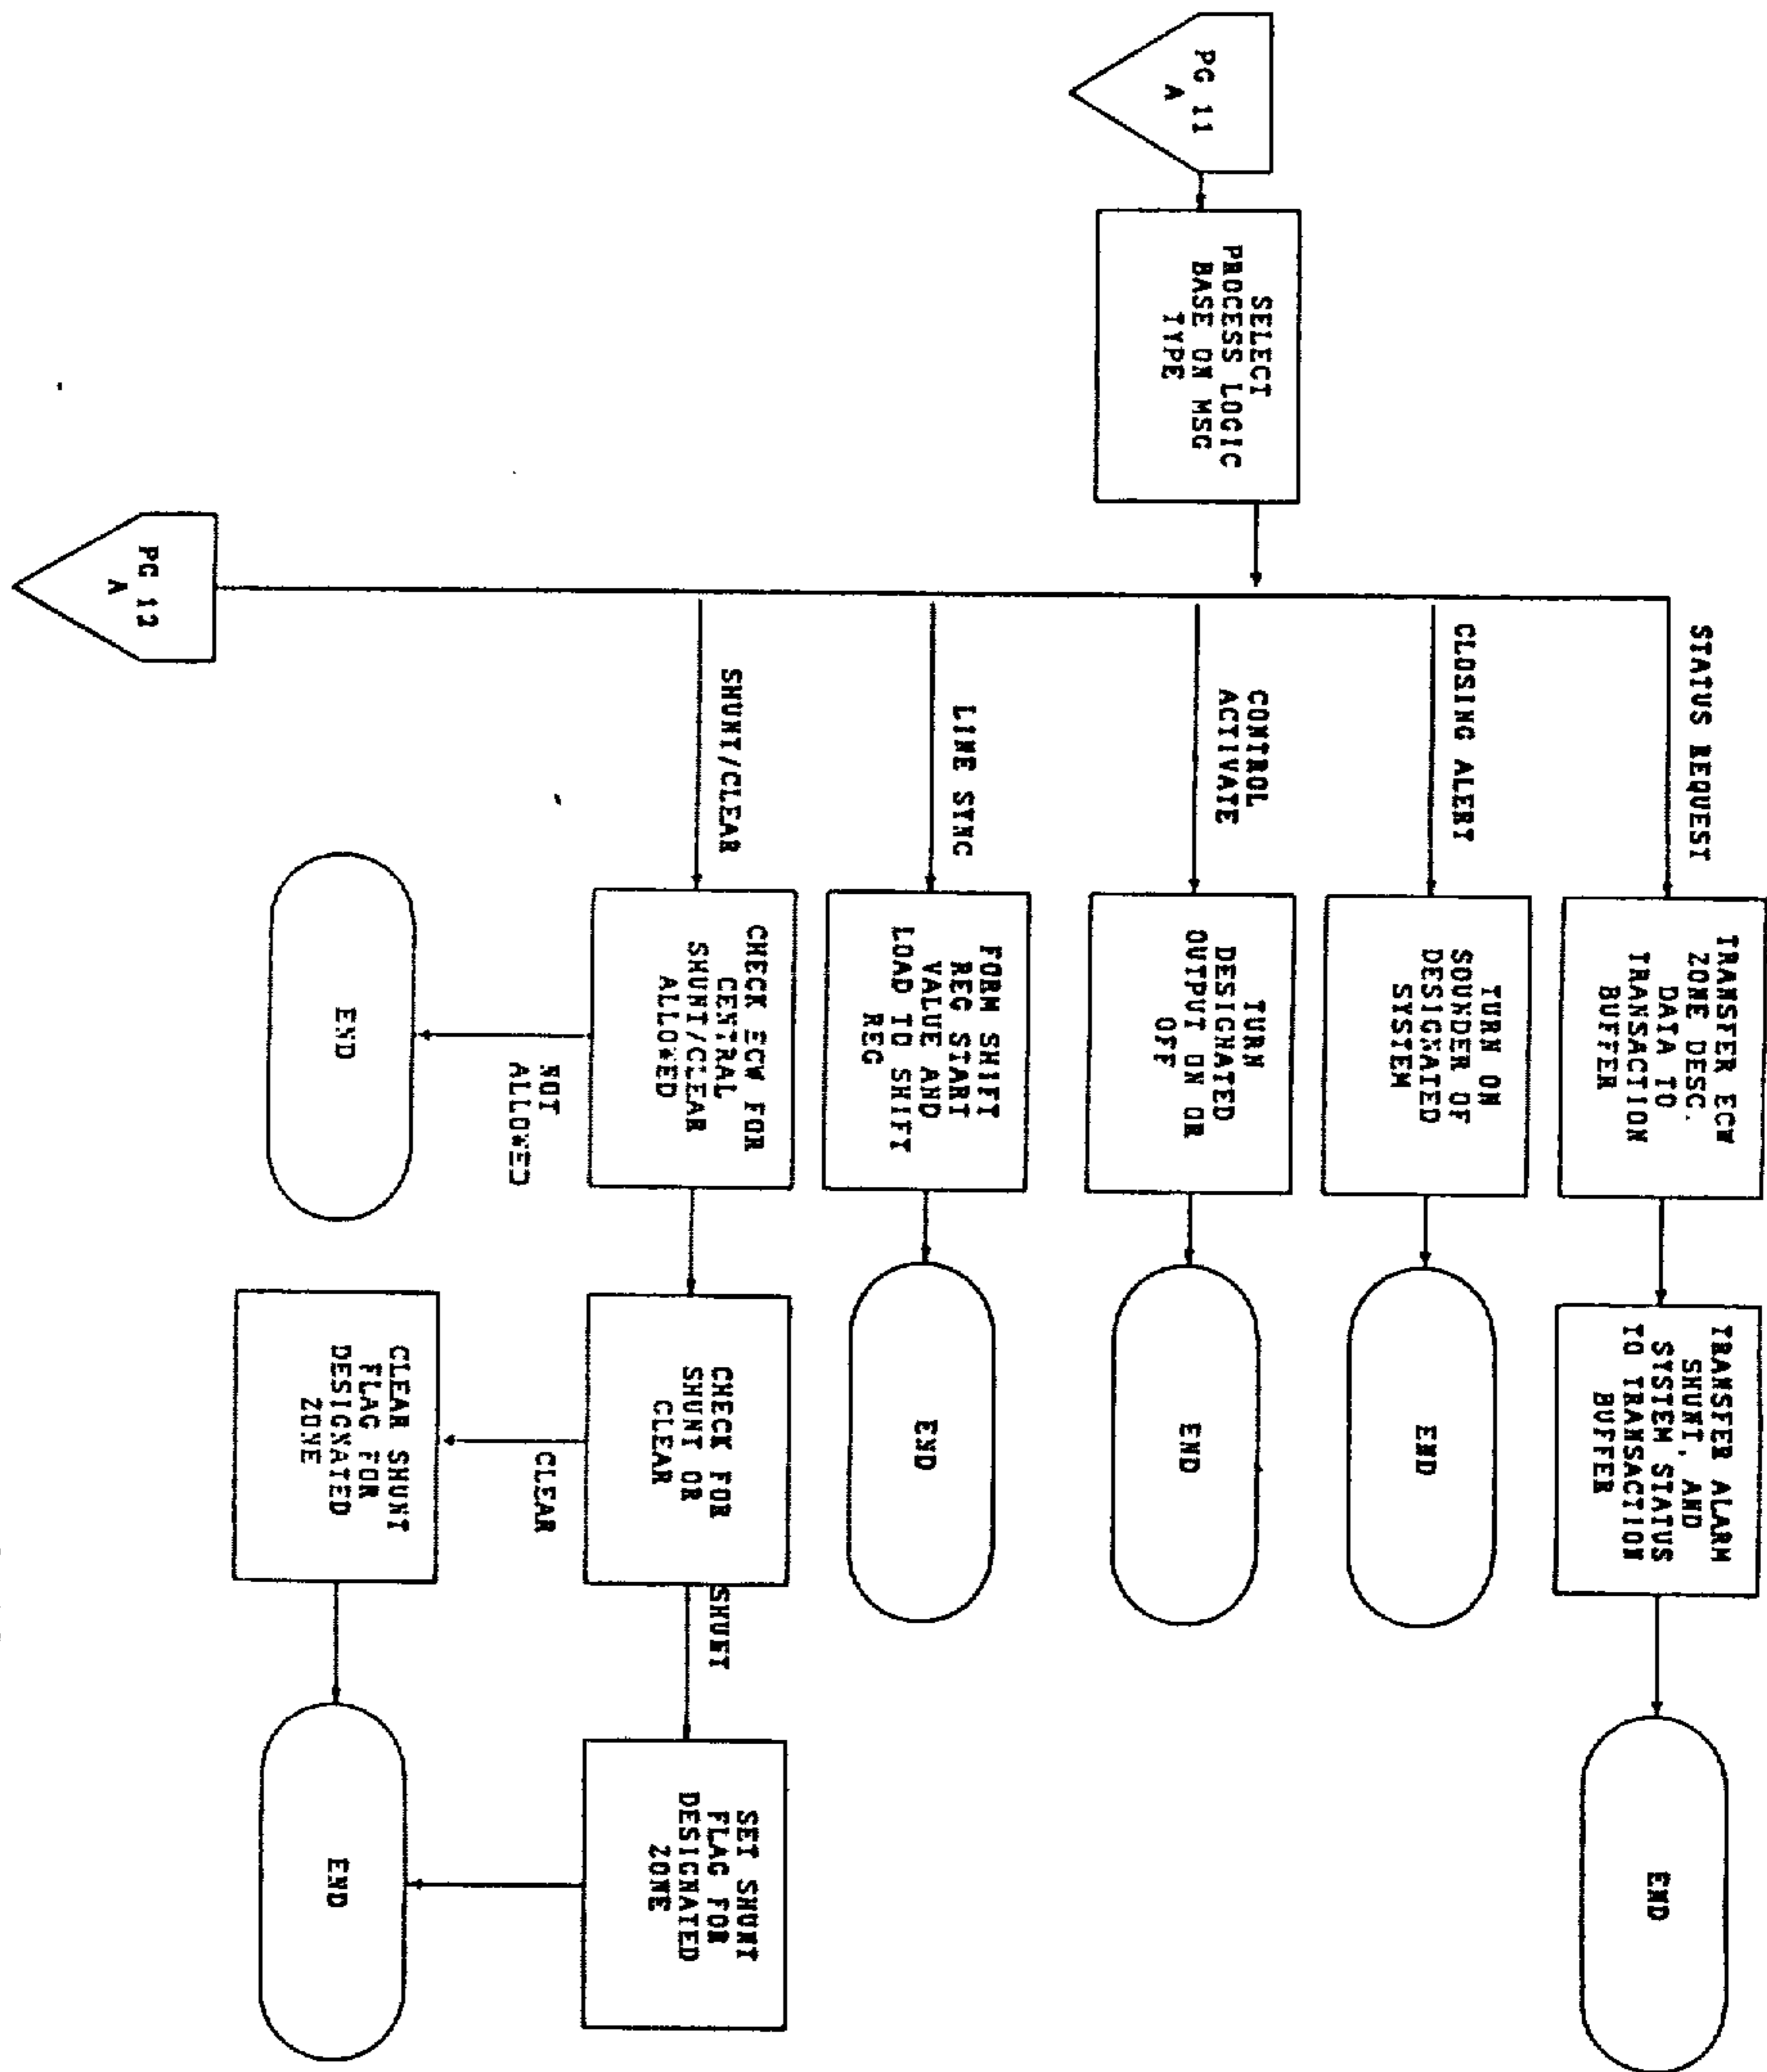 PG 11
A
SELECT
PROCESS LOGIC
BASE ON MSG
TYPE
STATUS REQUEST
TRANSFER ECW
ZONE DESC.
DATA TO
TRANSACTION
BUFFER
TRANSFER ALARM
SHUNT, AND
SYSTEM STATUS
TO TRANSACTION
BUFFER
END
CLOSING ALERT
TURN ON
SOUNDER OF
DESIGNATED
SYSTEM
END
CONTROL
ACTIVATE
TURN
DESIGNATED
OUTPUT ON OR
OFF
END
LINE SYNC
FORM SHIFT
REG START
VALUE AND
LOAD TO SHIFT
REG
END
SHUNT/CLEAR
CHECK ECW FOR
CENTRAL
SHUNT/CLEAR
ALLOWED
CHECK FOR
SHUNT OR
CLEAR
SHUNT
SET SHUNT
FLAG FOR
DESIGNATED
ZONE
NOT
ALLOWED
END
CLEAR
CLEAR SHUNT
FLAG FOR
DESIGNATED
ZONE
END
PG 12
A